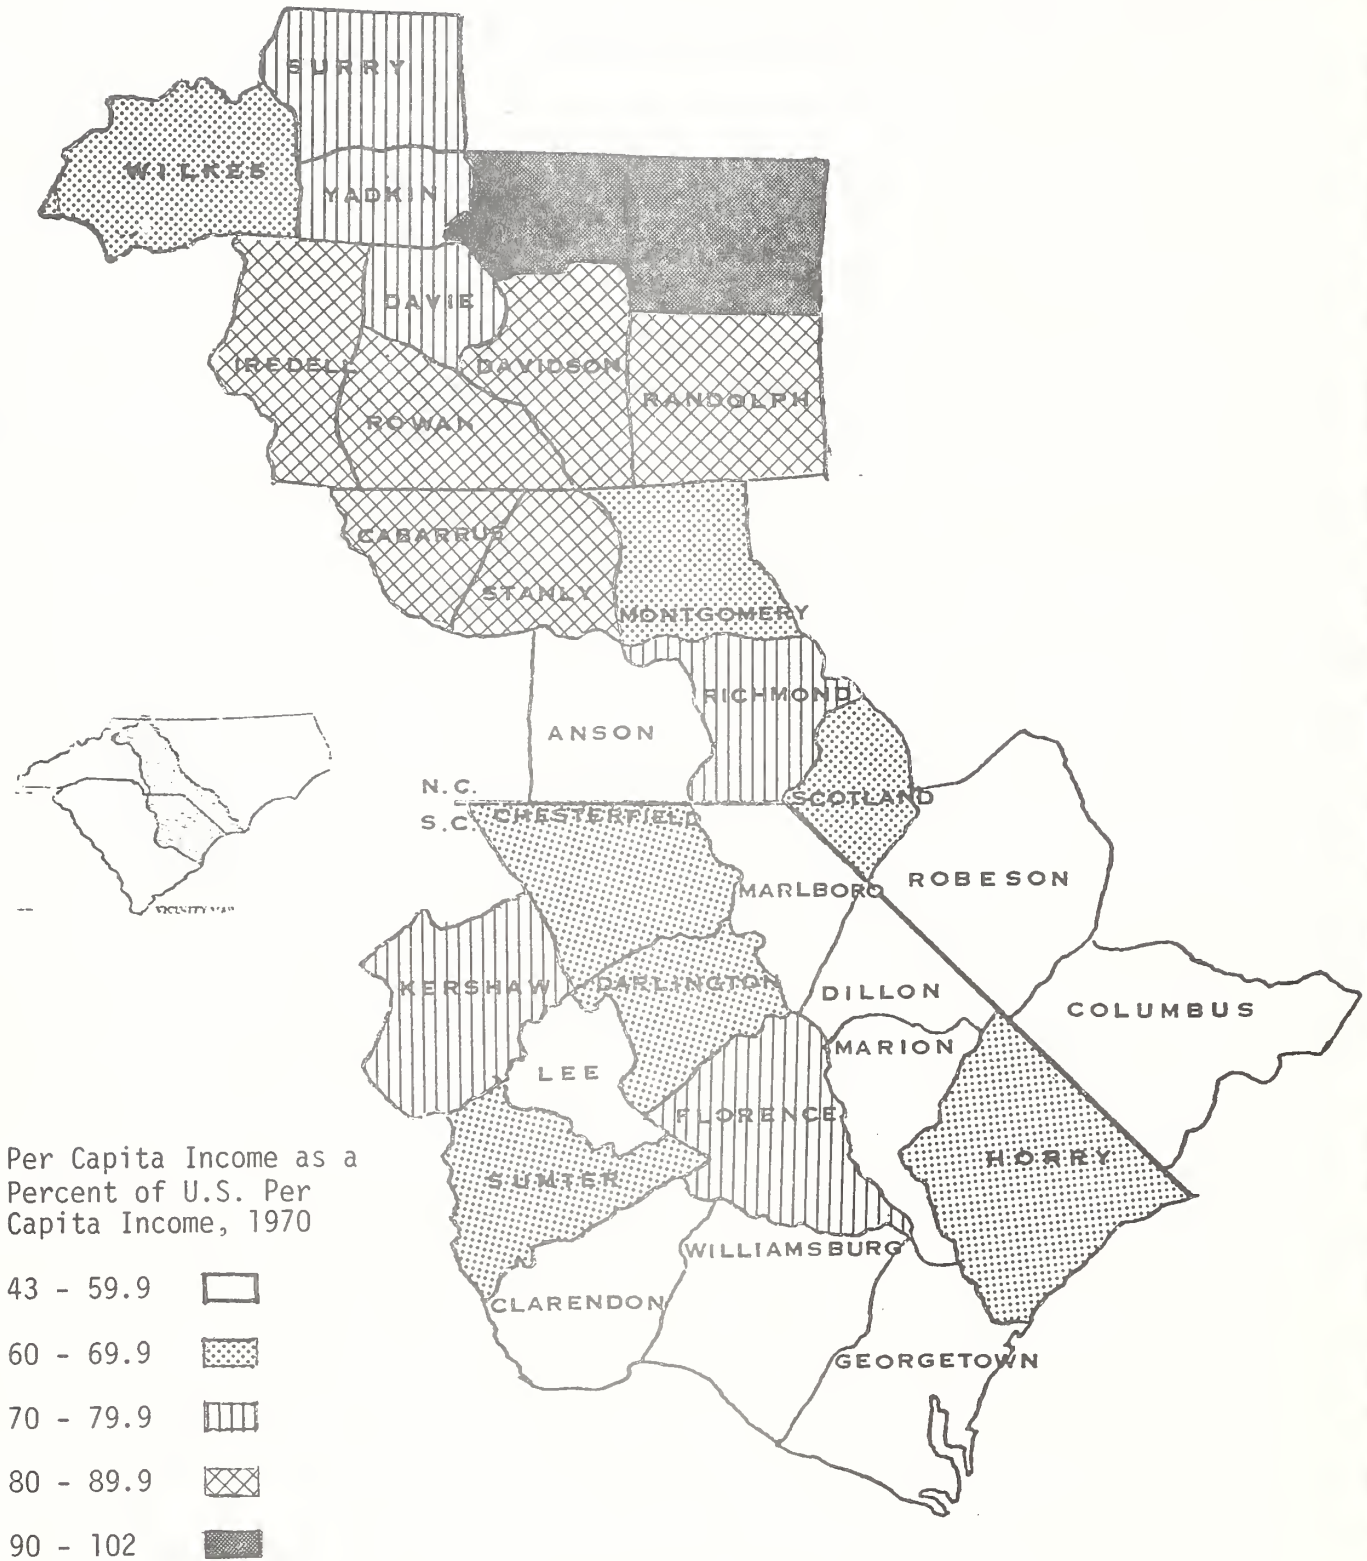 SURRY
WILKES
YADKIN
DAVIE
IREDELL
DAVIDSON
ROWAN
RANDOLPH
CABARRUS
STANLY
MONTGOMERY
RICHMOND
ANSON
N.C.
S.C.
CHESTERFIELD
SCOTLAND
MARLBORO
ROBESON
VICINITY MAP
KERSHAW
DARLINGTON
DILLON
COLUMBUS
MARION
LEE
FLORENCE
HORRY
SUMTER
WILLIAMSBURG
CLARENDON
GEORGETOWN
Per Capita Income as a
Percent of U.S. Per
Capita Income, 1970
43 - 59.9
60 - 69.9
70 - 79.9
80 - 89.9
90 - 102